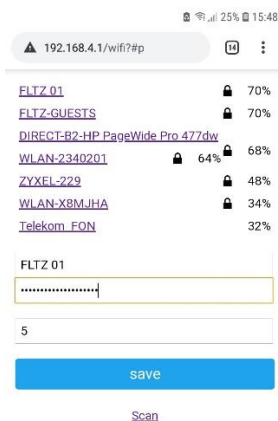 25% 15:48
192.168.4.1/wifi?#p 14
FLTZ 01 70%
FLTZ-GUESTS 70%
DIRECT-B2-HP PageWide Pro 477dw 68%
WLAN-2340201 64%
ZYXEL-229 48%
WLAN-X8MJHA 34%
Telekom_FON 32%
FLTZ 01
••••••••••••••••••••
5
save
Scan